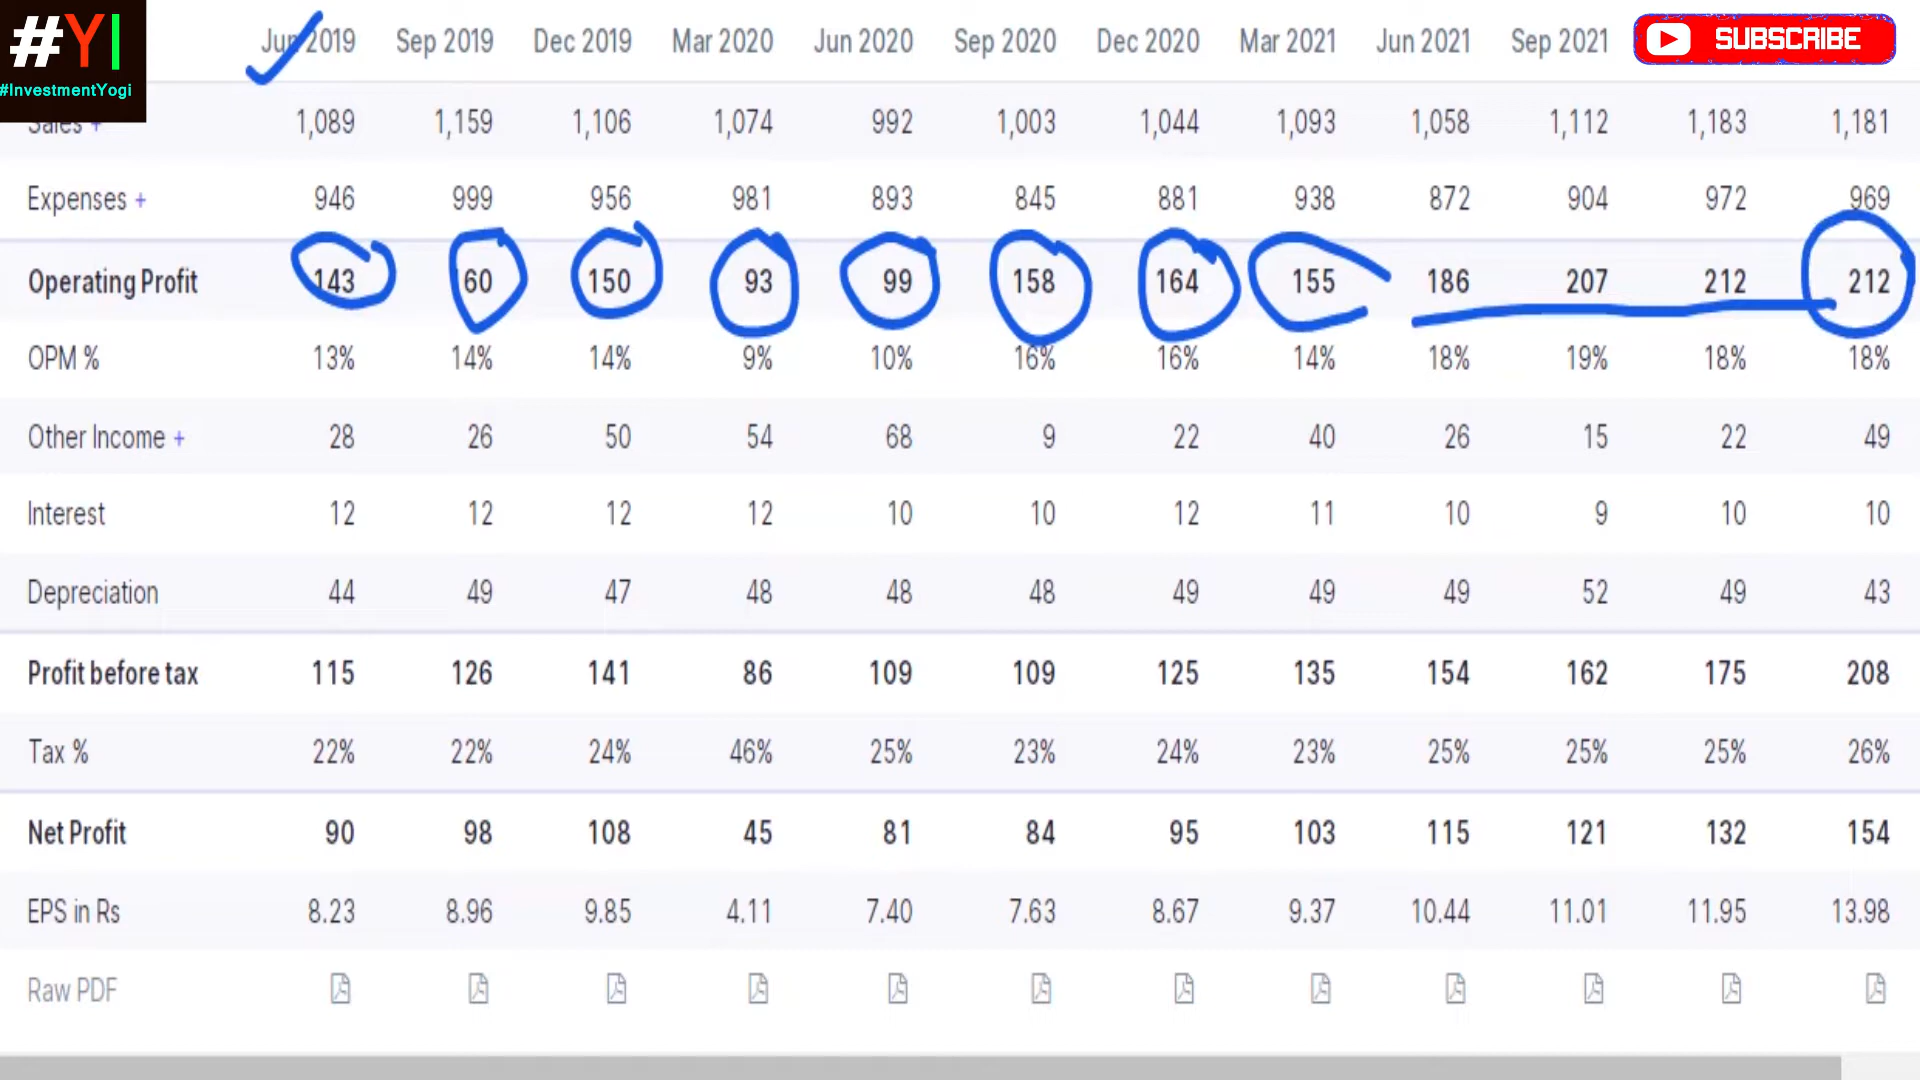 #YI
#InvestmentYogi
Jun 2019 Sep 2019 Dec 2019 Mar 2020 Jun 2020 Sep 2020 Dec 2020 Mar 2021 Jun 2021 Sep 2021
SUBSCRIBE
Sales + 1,089 1,159 1,106 1,074 992 1,003 1,044 1,093 1,058 1,112 1,183 1,181
Expenses + 946 999 956 981 893 845 881 938 872 904 972 969
Operating Profit 143 160 150 93 99 158 164 155 186 207 212 212
OPM % 13% 14% 14% 9% 10% 16% 16% 14% 18% 19% 18% 18%
Other Income + 28 26 50 54 68 9 22 40 26 15 22 49
Interest 12 12 12 12 10 10 12 11 10 9 10 10
Depreciation 44 49 47 48 48 48 49 49 49 52 49 43
Profit before tax 115 126 141 86 109 109 125 135 154 162 175 208
Tax % 22% 22% 24% 46% 25% 23% 24% 23% 25% 25% 25% 26%
Net Profit 90 98 108 45 81 84 95 103 115 121 132 154
EPS in Rs 8.23 8.96 9.85 4.11 7.40 7.63 8.67 9.37 10.44 11.01 11.95 13.98
Raw PDF